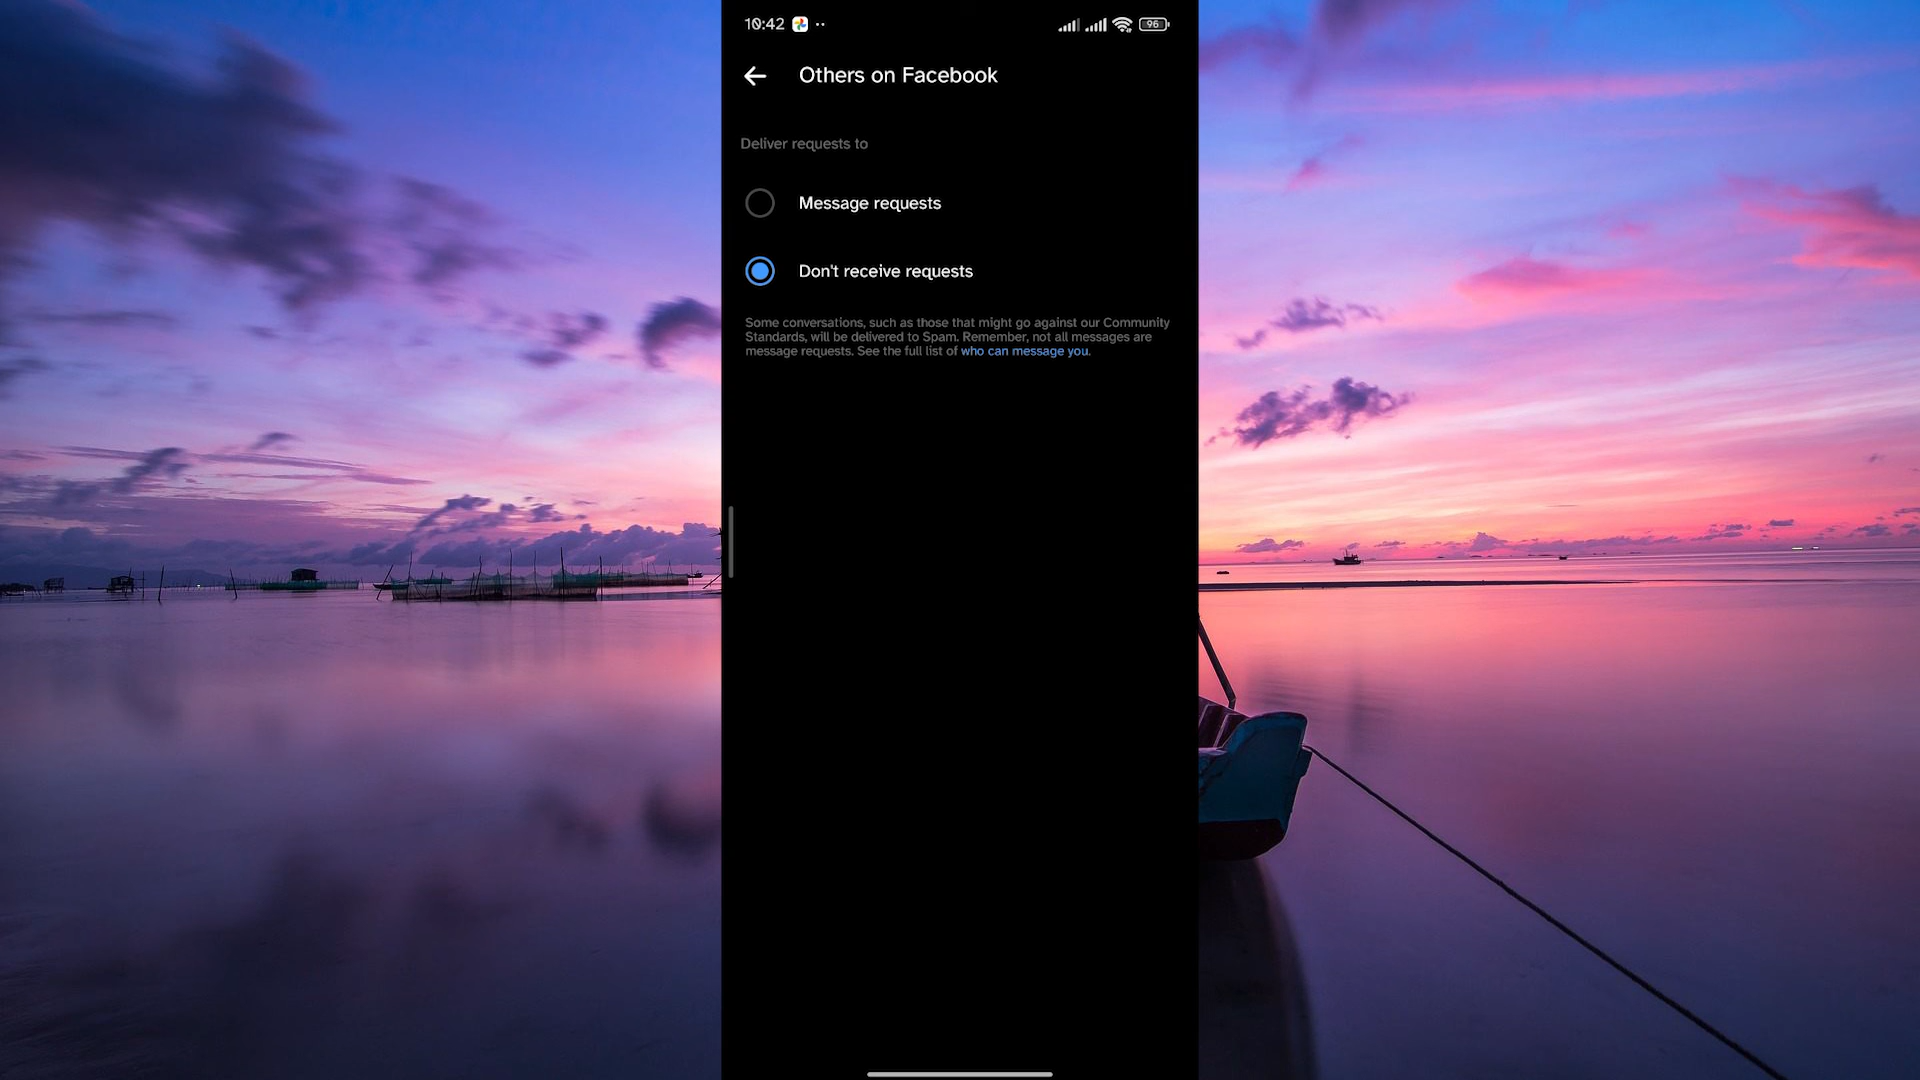 10:42
96
Others on Facebook
Deliver requests to
Message requests
Don't receive requests
Some conversations, such as those that might go against our Community
Standards, will be delivered to Spam. Remember, not all messages are
message requests. See the full list of who can message you.